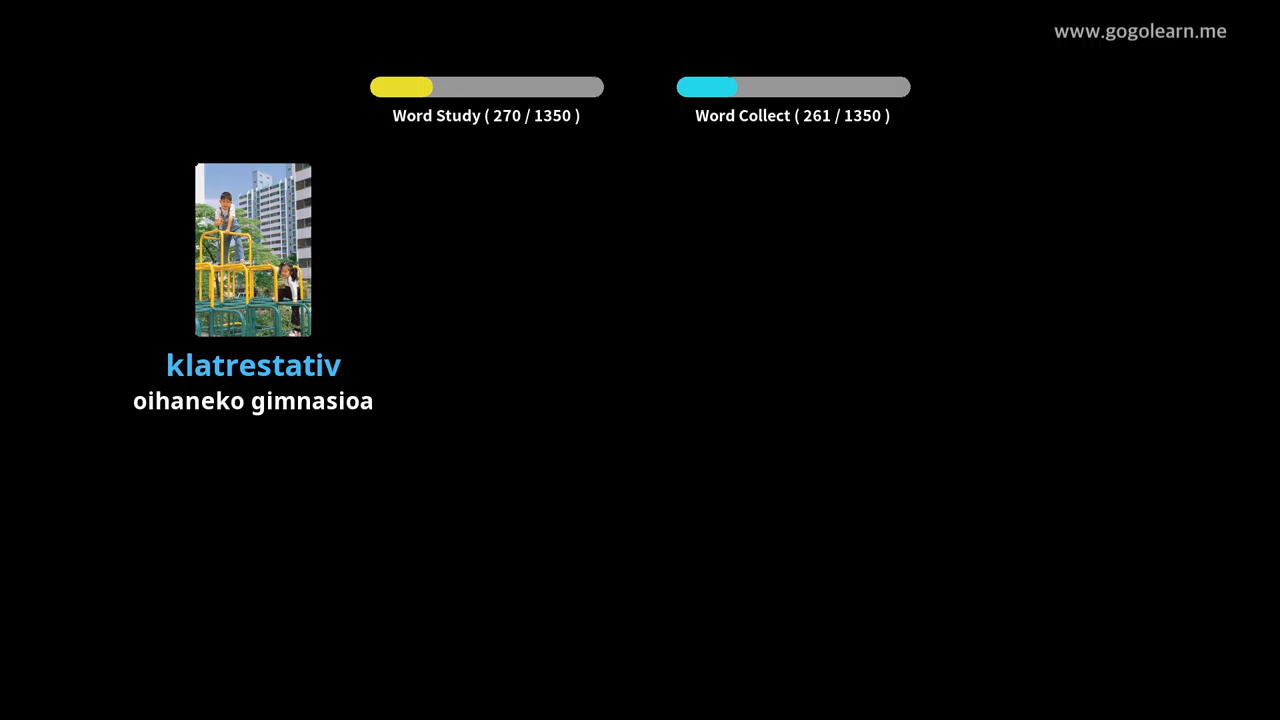 www.gogolearn.me
Word Study ( 270 / 1350 )
Word Collect ( 261 / 1350 )
klatrestativ
oihaneko gimnasioa